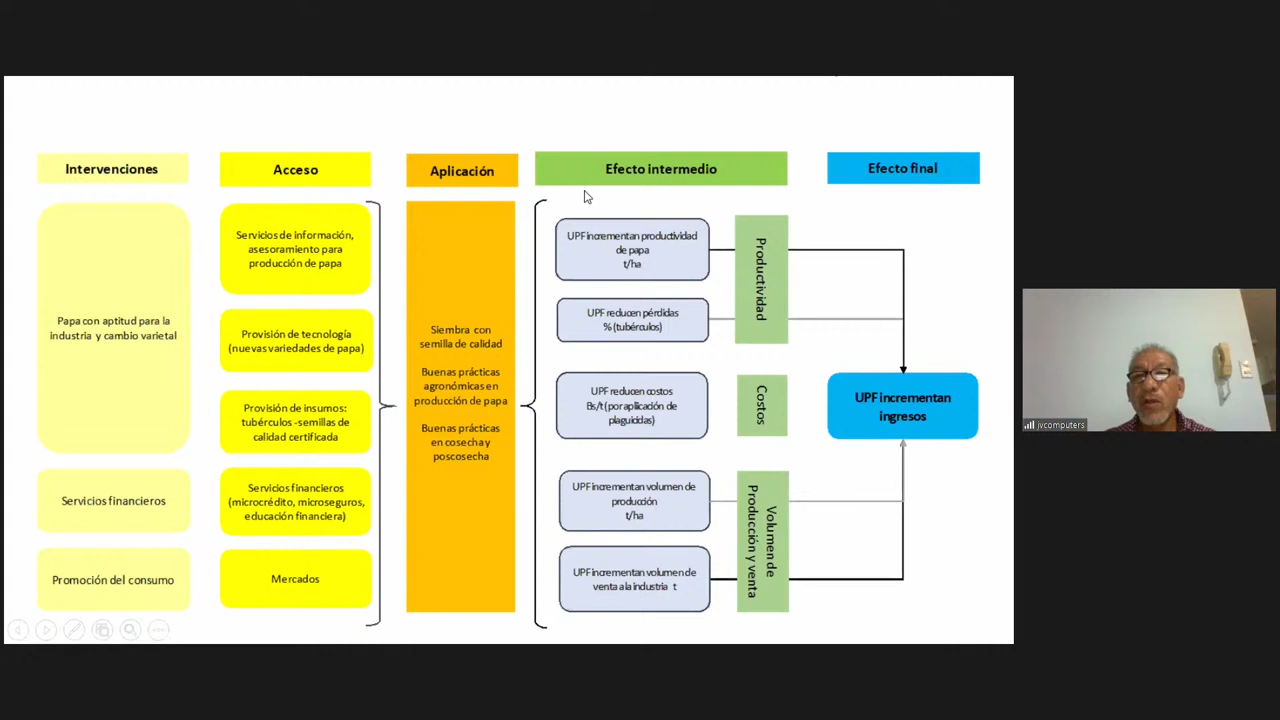 Intervenciones
Acceso
Aplicación
Efecto intermedio
Efecto final
Papa con aptitud para la
industria y cambio varietal
Servicios financieros
Promoción del consumo
Servicios de información,
asesoramiento para
producción de papa
Provisión de tecnología
(nuevas variedades de papa)
Provisión de insumos:
tubérculos -semillas de
calidad certificada
Servicios financieros
(microcrédito, microseguros,
educación financiera)
Mercados
Siembra con
semilla de calidad
Buenas prácticas
agronómicas en
producción de papa
Buenas prácticas
en cosecha y
poscosecha
UPF incrementan productividad
de papa
t/ha
UPF reducen pérdidas
% (tubérculos)
UPF reducen costos
Bs/t (por apilicación de
plaguicidas)
UPF incrementan volumen de
producción
t/ha
UPF incrementan volumen de
venta a la industria t
Productividad
Costos
Volumen de
Producción y venta
UPF incrementan
ingresos
jvcomputers